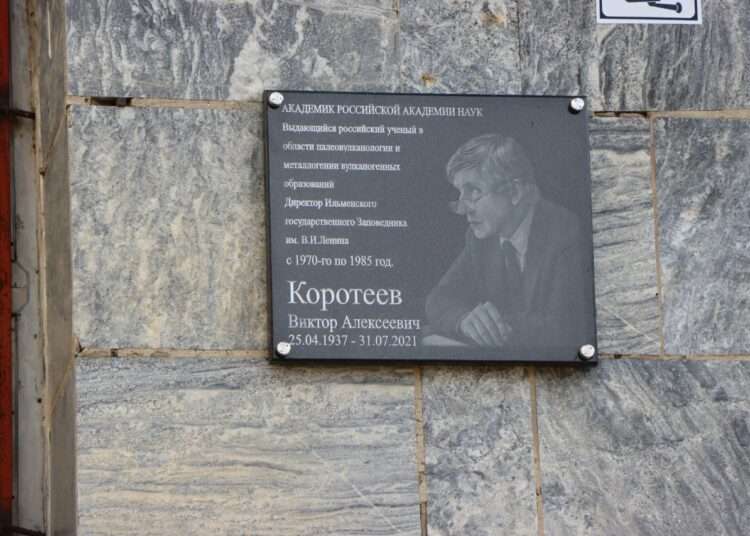 АКАДЕМИК РОССИЙСКОЙ АКАДЕМИИ НАУК
Выдающийся российский ученый в
области палеовулканологии и
металлогении вулканогенных
образований
Директор Ильменского
государственного Заповедника
им. В.И.Ленина
с 1970-го по 1985 год.
Коротеев
Виктор Алексеевич
25.04.1937 - 31.07.2021